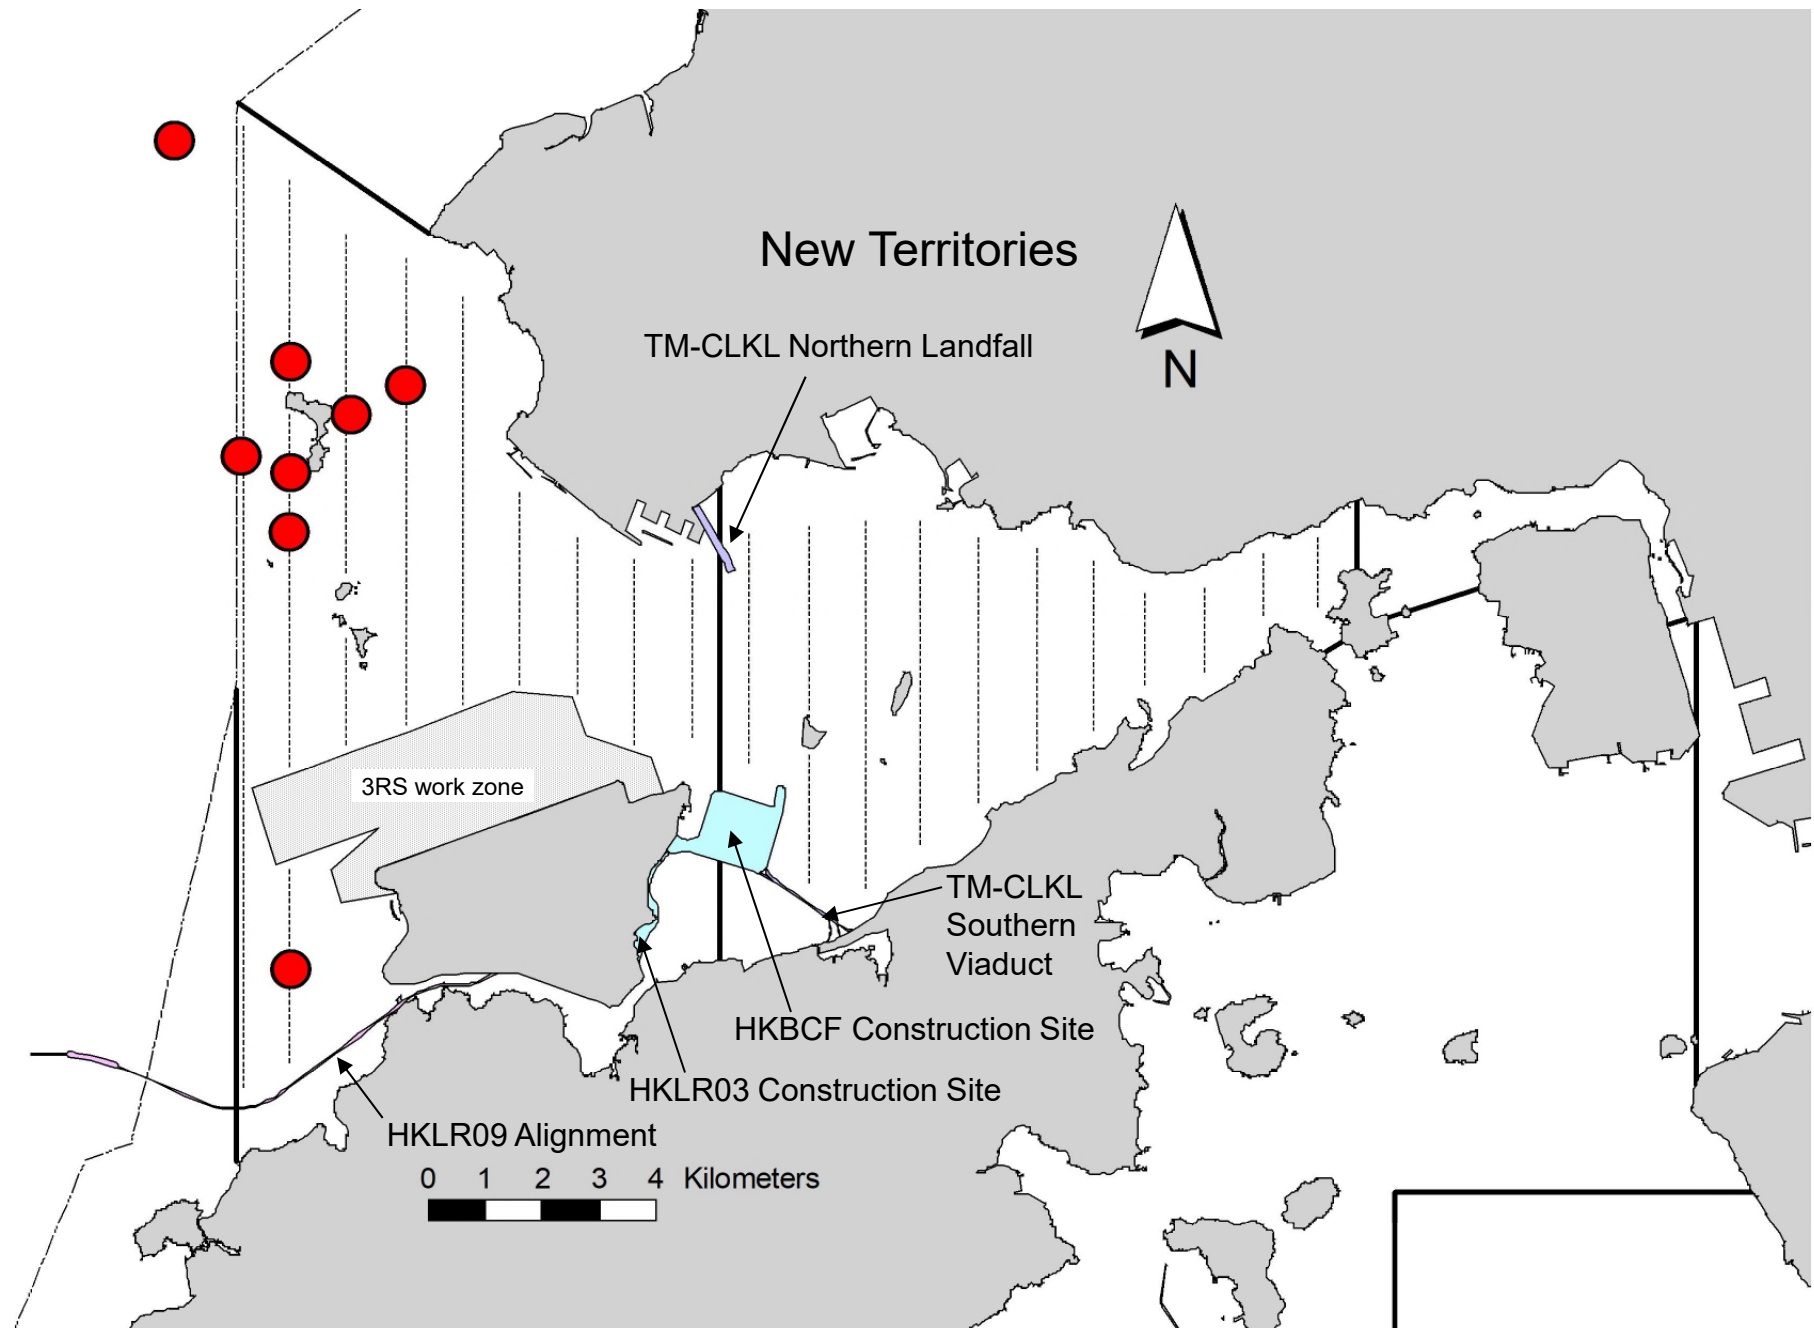 New Territories
TM-CLKL Northern Landfall
N
3RS work zone
TM-CLKL
Southern
Viaduct
HKBCF Construction Site
HKLR03 Construction Site
HKLR09 Alignment
0 1 2 3 4 Kilometers